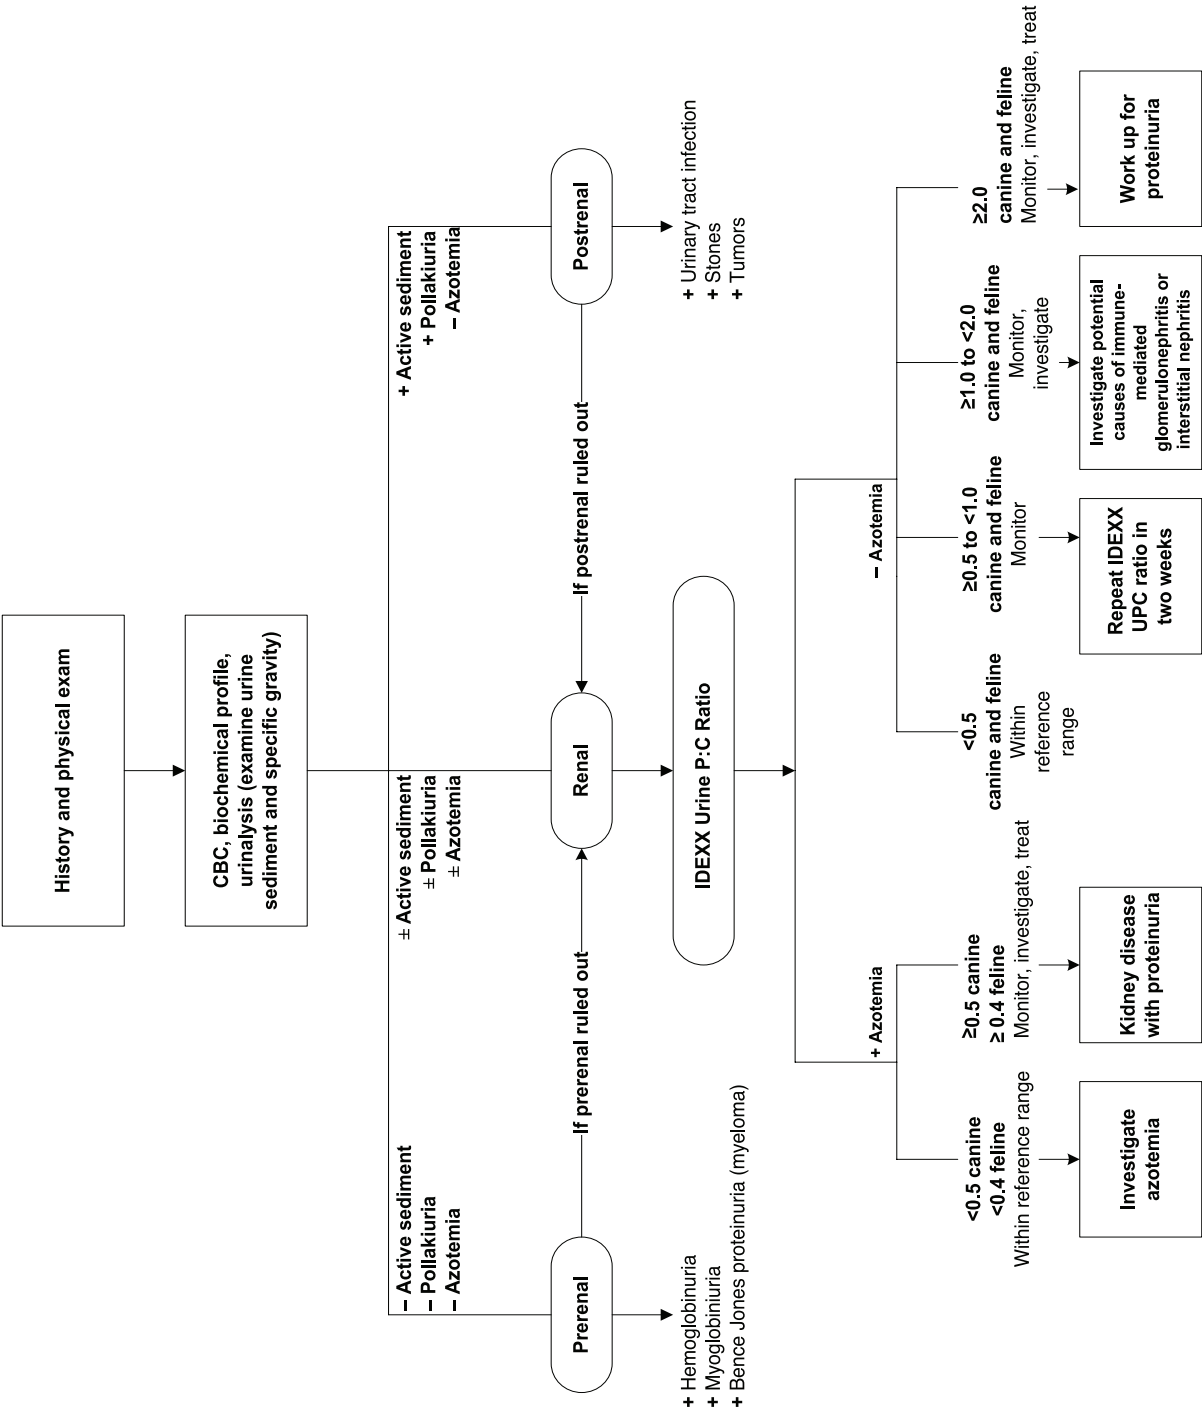 History and physical exam
CBC, biochemical profile,
urinalysis (examine urine
sediment and specific gravity)
– Active sediment
– Pollakiuria
– Azotemia
± Active sediment
± Pollakiuria
± Azotemia
+ Active sediment
+ Pollakiuria
– Azotemia
Prerenal
If prerenal ruled out
Renal
If postrenal ruled out
Postrenal
+ Hemoglobinuria
+ Myoglobiniuria
+ Bence Jones proteinuria (myeloma)
+ Urinary tract infection
+ Stones
+ Tumors
IDEXX Urine P:C Ratio
+ Azotemia
– Azotemia
<0.5 canine
<0.4 feline
Within reference range
≥0.5 canine
≥ 0.4 feline
Monitor, investigate, treat
<0.5
canine and feline
Within
reference
range
≥0.5 to <1.0
canine and feline
Monitor
≥1.0 to <2.0
canine and feline
Monitor,
investigate
≥2.0
canine and feline
Monitor, investigate, treat
Investigate
azotemia
Kidney disease
with proteinuria
Repeat IDEXX
UPC ratio in
two weeks
Investigate potential
causes of immune-
mediated
glomerulonephritis or
interstitial nephritis
Work up for
proteinuria